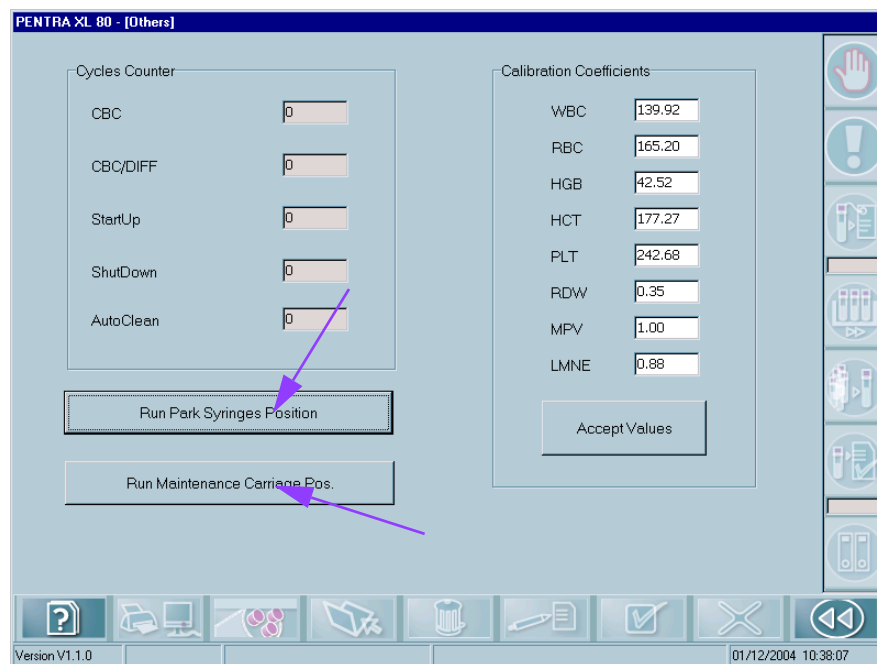 PENTRA XL 80 - [Others]
Cycles Counter
CBC 0
CBC/DIFF 0
StartUp 0
ShutDown 0
AutoClean 0
Run Park Syringes Position
Run Maintenance Carriage Pos.
Calibration Coefficients
WBC 139.92
RBC 165.20
HGB 42.52
HCT 177.27
PLT 242.68
RDW 0.35
MPV 1.00
LMNE 0.88
Accept Values
Version V1.1.0
01/12/2004 10:38:07